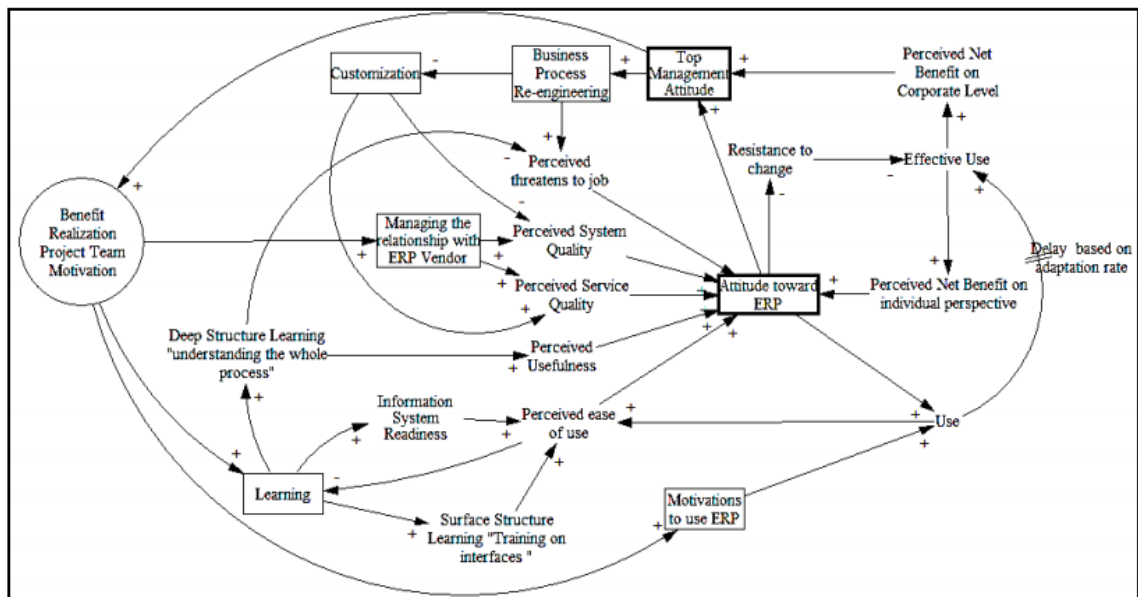 Customization
Business
Process
Re-engineering
Top
Management
Attitude
Perceived Net
Benefit on
Corporate Level
Perceived
threatens to job
Resistance to
change
Effective Use
Benefit
Realization
Project Team
Motivation
Managing the
relationship with
ERP Vendor
Perceived System
Quality
Perceived Service
Quality
Attitude toward
ERP
Perceived Net Benefit on
individual perspective
Delay based on
adaptation rate
Deep Structure Learning
"understanding the whole
process"
Perceived
Usefulness
Information
System
Readiness
Perceived ease
of use
Use
Learning
Surface Structure
Learning "Training on
interfaces "
Motivations
to use ERP